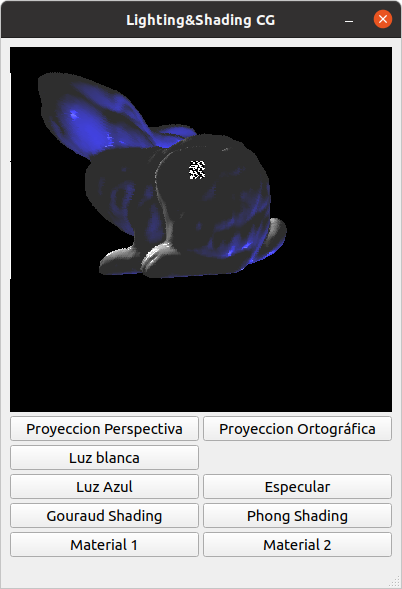 Lighting&Shading CG
Proyeccion Perspectiva
Proyeccion Ortográfica
Luz blanca
Luz Azul
Especular
Gouraud Shading
Phong Shading
Material 1
Material 2